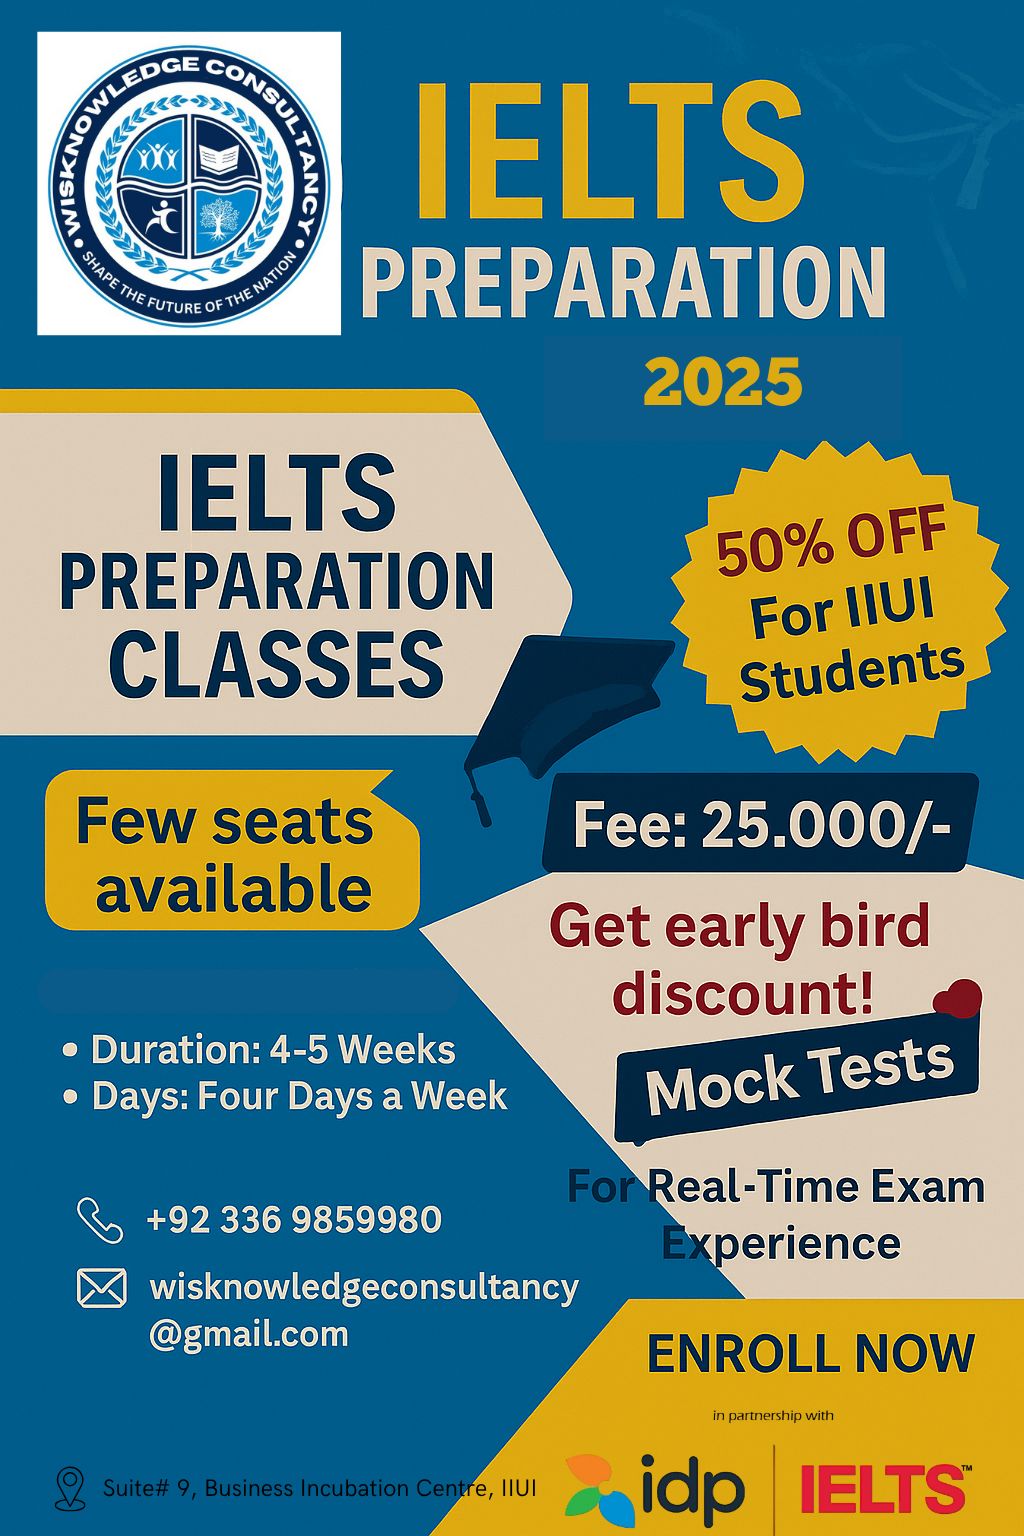 WISKNOWLEDGE CONSULTANCY
SHAPE THE FUTURE OF THE NATION
IELTS
PREPARATION
2025
IELTS
PREPARATION
CLASSES
50% OFF
For IIUI
Students
Few seats
available
Fee: 25.000/-
Get early bird
discount!
Mock Tests
For Real-Time Exam
Experience
• Duration: 4-5 Weeks
• Days: Four Days a Week
+92 336 9859980
wisknowledgeconsultancy
@gmail.com
ENROLL NOW
in partnership with
Suite# 9, Business Incubation Centre, IIUI
idp
IELTS™